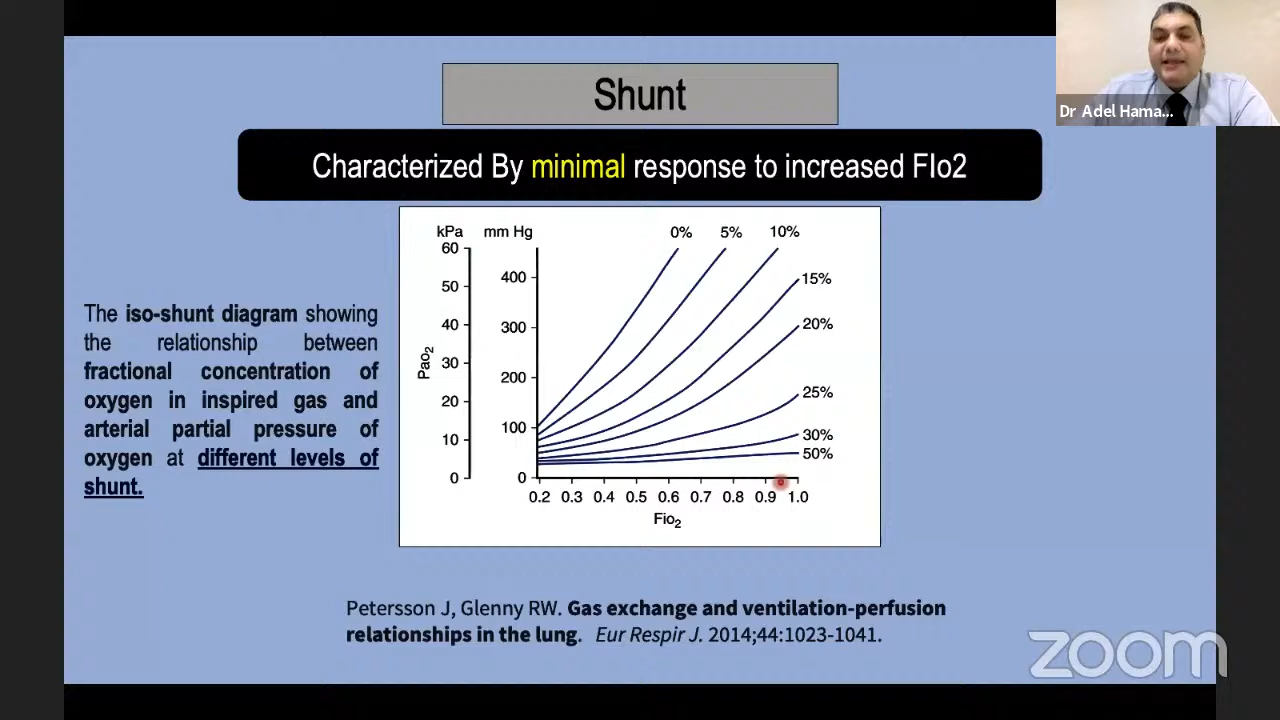 Shunt
Dr Adel Hama...
Characterized By minimal response to increased FIo2
kPa mm Hg 0% 5% 10%
60
400
50
15%
40
300
20%
Pao2
30
200
20
25%
100
10
30%
50%
0 0
0.2 0.3 0.4 0.5 0.6 0.7 0.8 0.9 1.0
Fio2
The iso-shunt diagram showing
the relationship between
fractional concentration of
oxygen in inspired gas and
arterial partial pressure of
oxygen at different levels of
shunt.
Petersson J, Glenny RW. Gas exchange and ventilation-perfusion
relationships in the lung. Eur Respir J. 2014;44:1023-1041.
zoom